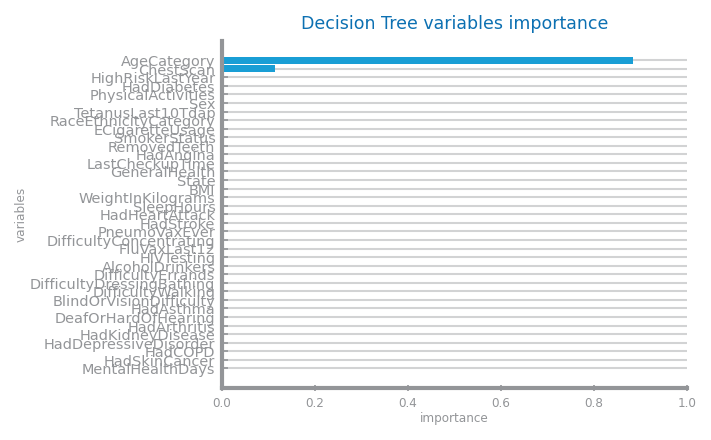 Decision Tree variables importance
AgeCategory
ChestScan
HighRiskLastYear
HadDiabetes
PhysicalActivities
Sex
TetanusLast10Tdap
RaceEthnicityCategory
ECigaretteUsage
SmokerStatus
RemovedTeeth
HadAngina
LastCheckupTime
GeneralHealth
State
BMI
WeightInKilograms
SleepHours
HadHeartAttack
HadStroke
PneumoVaxEver
DifficultyConcentrating
FluVaxLast12
HIVTesting
AlcoholDrinkers
DifficultyErrands
DifficultyDressingBathing
DifficultyWalking
BlindOrVisionDifficulty
HadAsthma
DeafOrHardOfHearing
HadArthritis
HadKidneyDisease
HadDepressiveDisorder
HadCOPD
HadSkinCancer
MentalHealthDays
variables
0.0 0.2 0.4 0.6 0.8 1.0
importance